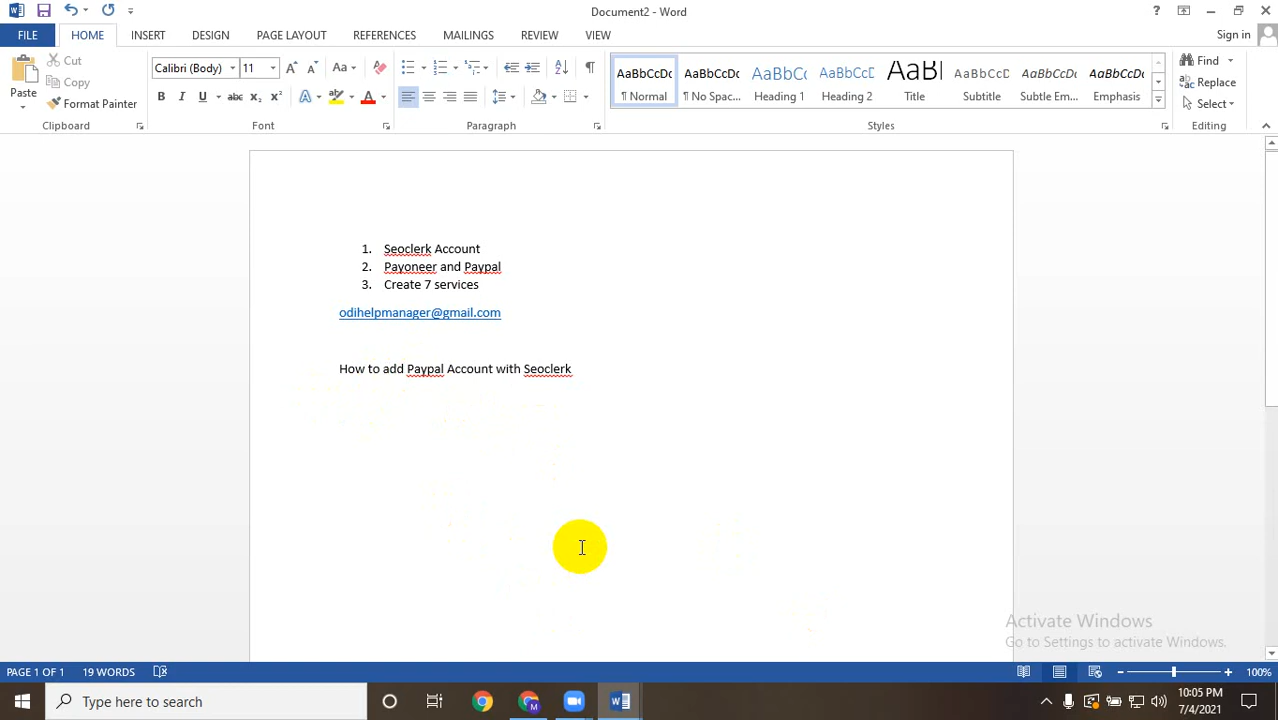 Document2 - Word
Sign in
FILE HOME INSERT DESIGN PAGE LAYOUT REFERENCES MAILINGS REVIEW VIEW
Paste
Cut
Copy
Format Painter
Clipboard
Calibri (Body) 11
Font
Paragraph
AaBbCcDc AaBbCcDc AaBbCc AaBbCcC AaBl AaBbCcC AaBbCcDc AaBbCcDc
¶ Normal ¶ No Spac... Heading 1 Heading 2 Title Subtitle Subtle Em... Emphasis
Styles
Find
Replace
Select
Editing
1. Seoclerk Account
2. Payoneer and Paypal
3. Create 7 services
odihelpmanager@gmail.com
How to add Paypal Account with Seoclerk
Activate Windows
Go to Settings to activate Windows.
PAGE 1 OF 1 19 WORDS 100%
Type here to search
10:05 PM
7/4/2021